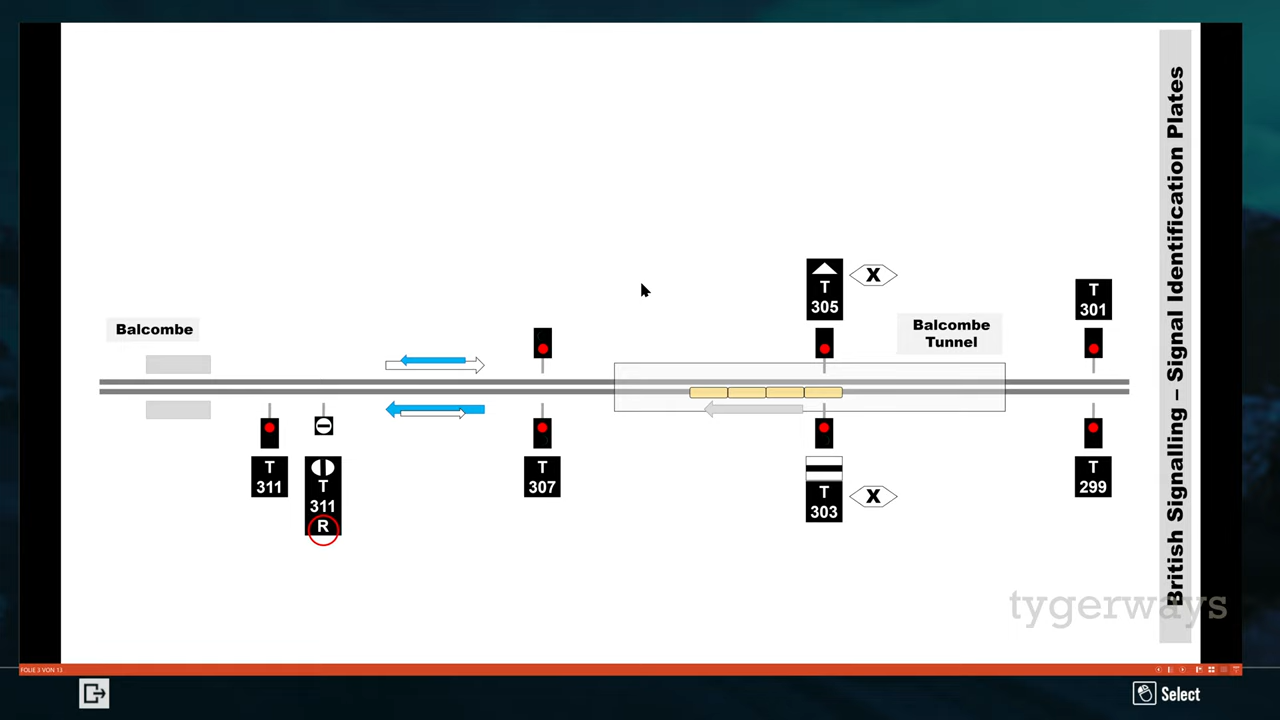 British Signalling – Signal Identification Plates
T
305
X
T
301
Balcombe
Balcombe
Tunnel
T
311
T
311
R
T
307
T
303
X
T
299
tygerways
FOLIE 3 VON 13
Select